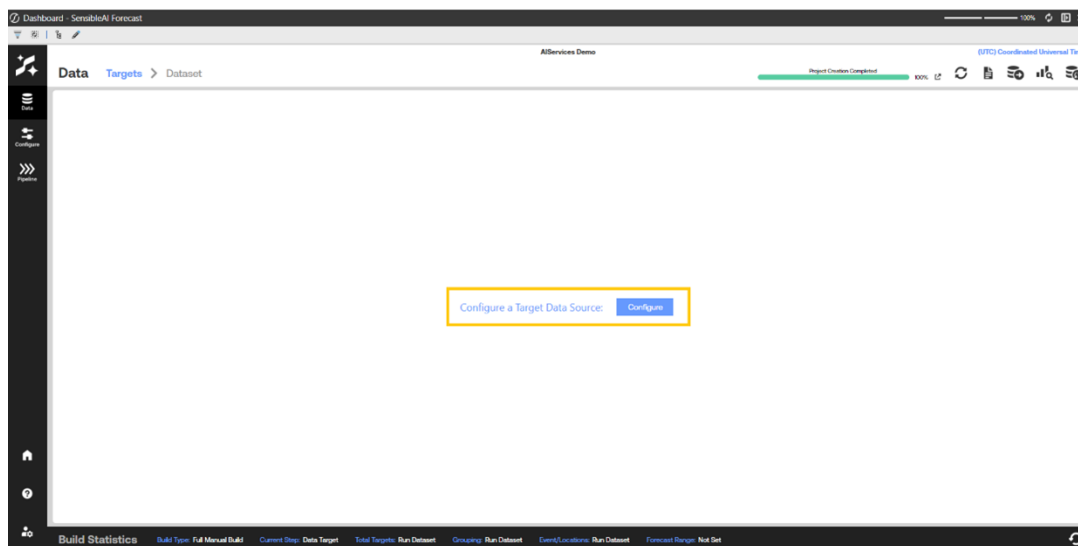 Dashboard - SensibleAI Forecast
100%
AIServices Demo
(UTC) Coordinated Universal Ti
Data Targets > Dataset
Project Creation Completed
100%
Data
Configure
Pipeline
Configure a Target Data Source: Configure
Build Statistics Build Type: Full Manual Build Current Step: Data Target Total Targets: Run Dataset Grouping: Run Dataset Event/Locations: Run Dataset Forecast Range: Not Set